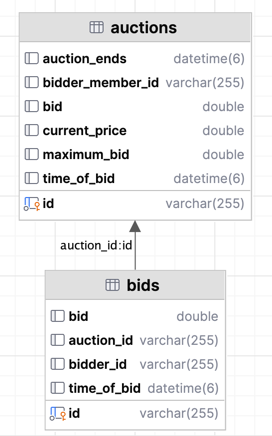 auctions
auction_ends datetime(6)
bidder_member_id varchar(255)
bid double
current_price double
maximum_bid double
time_of_bid datetime(6)
id varchar(255)
auction_id:id
bids
bid double
auction_id varchar(255)
bidder_id varchar(255)
time_of_bid datetime(6)
id varchar(255)